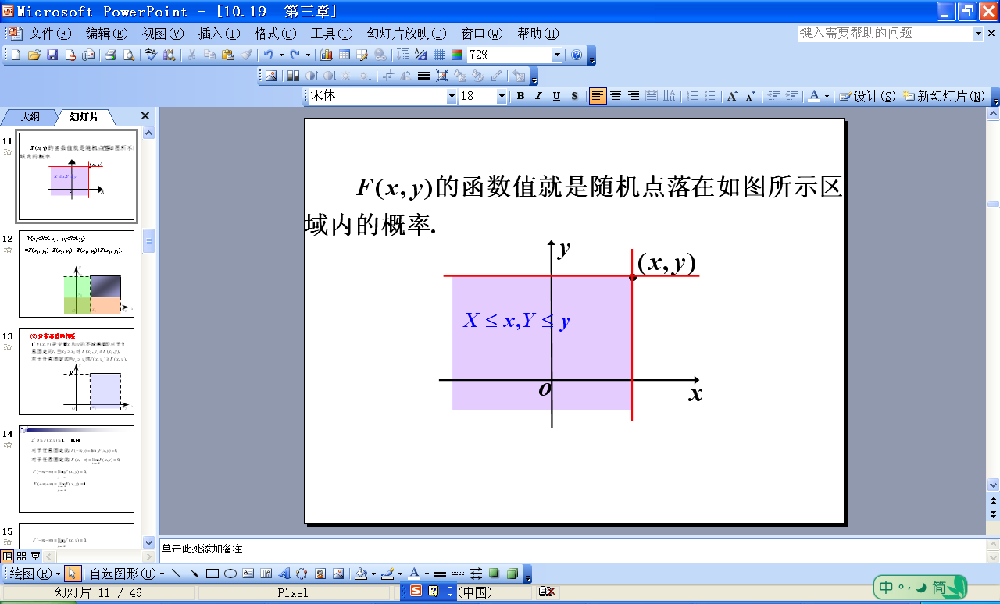 Microsoft PowerPoint - [10.19 第三章]
文件(F) 编辑(E) 视图(V) 插入(I) 格式(O) 工具(T) 幻灯片放映(D) 窗口(W) 帮助(H) 键入需要帮助的问题
72%
宋体 18 B I U S 设计(S) 新幻灯片(N)
大纲 幻灯片
11
12
13
14
15
F(x,y)的函数值就是随机点落在如图所示区
域内的概率.
y
(x,y)
X ≤ x,Y ≤ y
o
x
单击此处添加备注
绘图(R) 自选图形(U)
幻灯片 11 / 46 Pixel (中国)
中 简